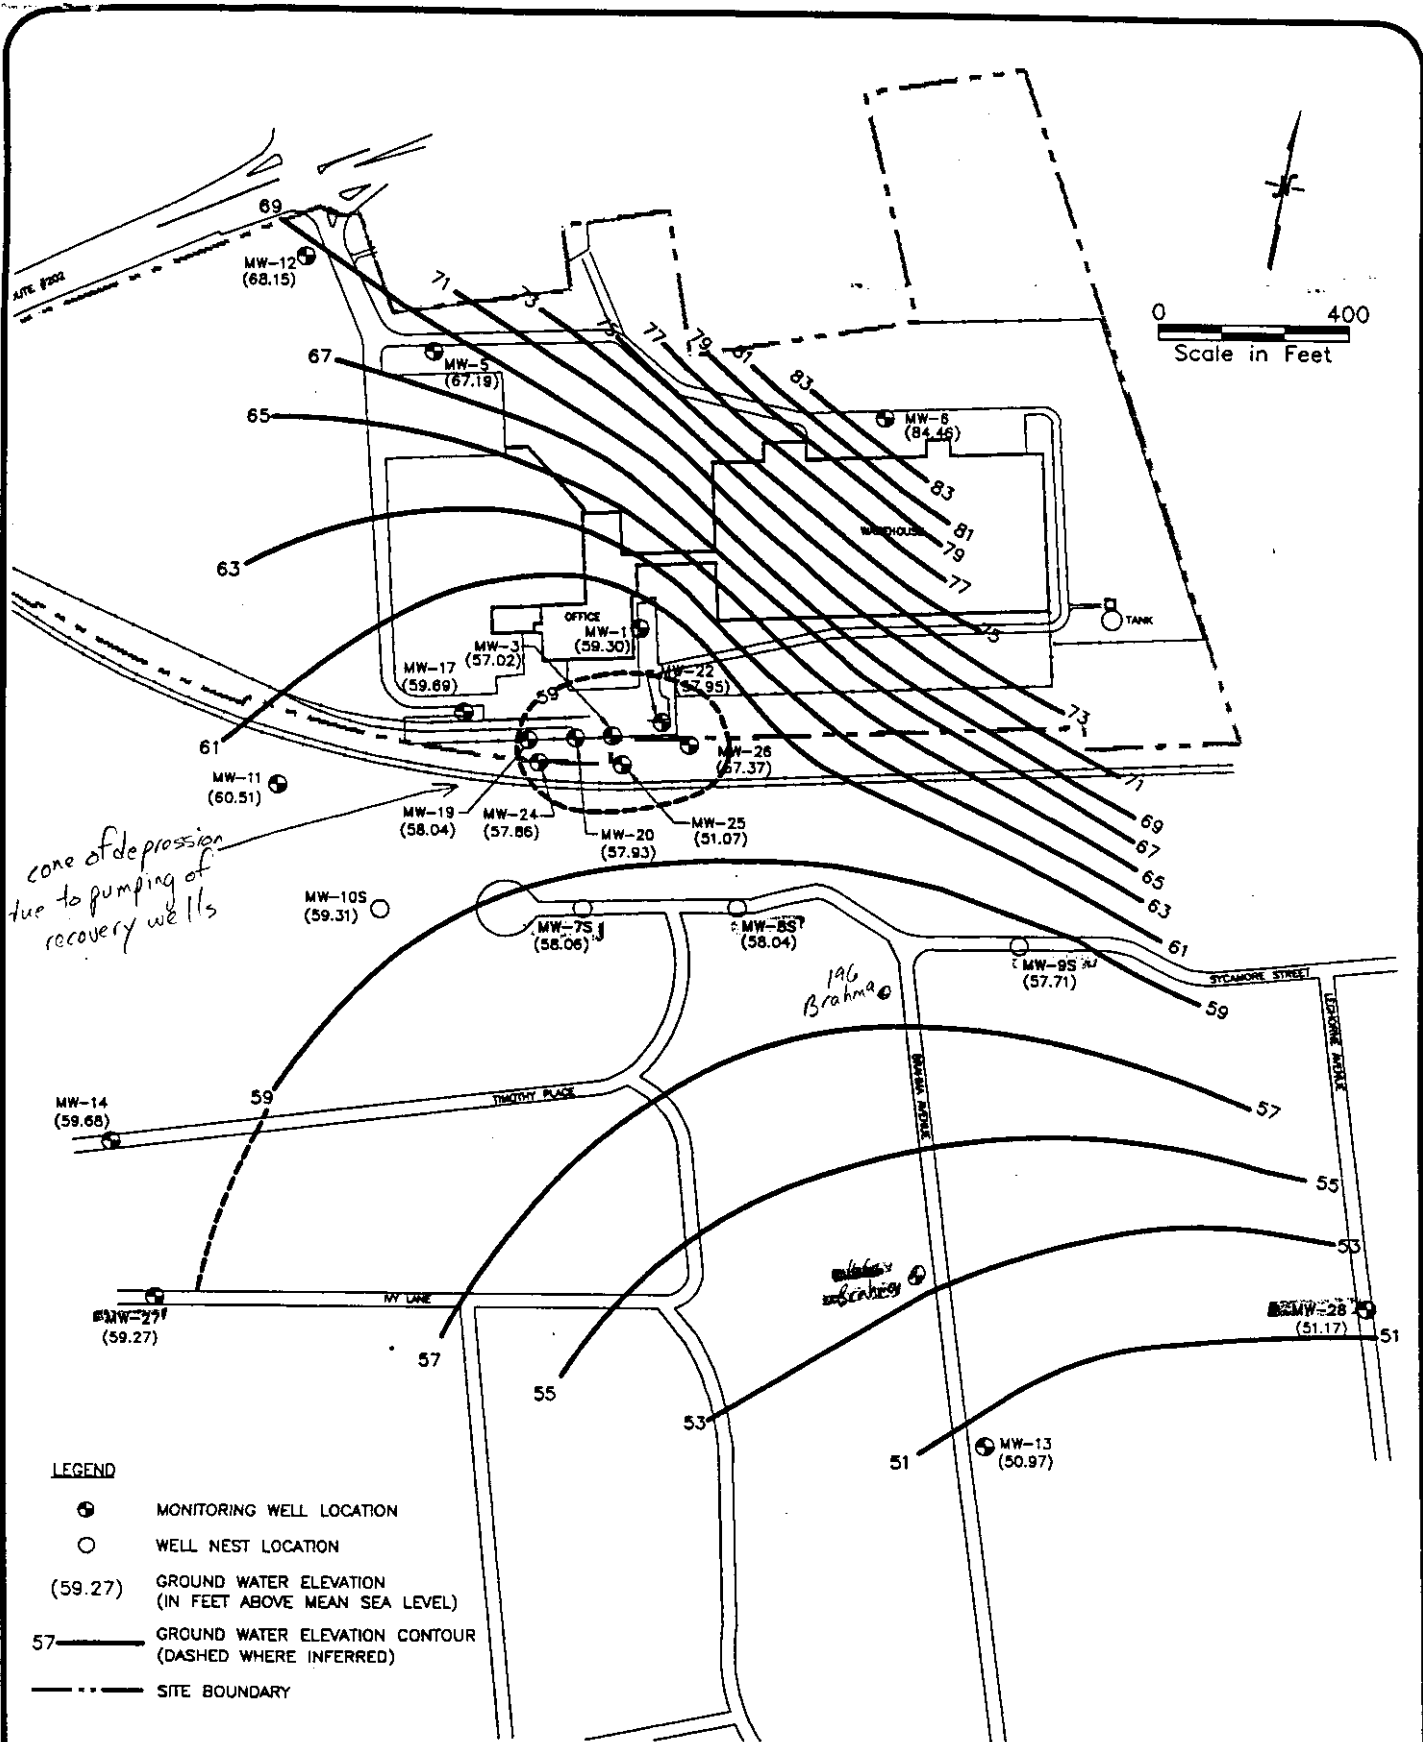 69
MW-12
(68.15)
71
73
75
77
79
81
83
0 400
Scale in Feet
67
MW-5
(67.19)
65
MW-6
(84.46)
83
81
WAREHOUSE
79
77
63
OFFICE
MW-1
(59.30)
TANK
MW-3
(57.02)
75
MW-17
(59.69)
MW-22
(57.95)
59
73
61
MW-26
(57.37)
71
MW-11
(60.51)
MW-19
(58.04)
MW-24
(57.86)
MW-20
(57.93)
MW-25
(51.07)
69
67
65
63
61
cone of depression
due to pumping of
recovery wells
MW-10S
(59.31)
MW-7S
(58.06)
MW-8S
(58.04)
MW-9S
(57.71)
SYCAMORE STREET
196
Brahma
59
LEGHORNE AVENUE
BRAHMA AVENUE
MW-14
(59.68)
59
TIMOTHY PLACE
57
55
53
MW-27
(59.27)
IVY LANE
MW-28
(51.17)
51
57
55
53
51
MW-13
(50.97)
LEGEND
MONITORING WELL LOCATION
WELL NEST LOCATION
(59.27) GROUND WATER ELEVATION
(IN FEET ABOVE MEAN SEA LEVEL)
57 GROUND WATER ELEVATION CONTOUR
(DASHED WHERE INFERRED)
SITE BOUNDARY